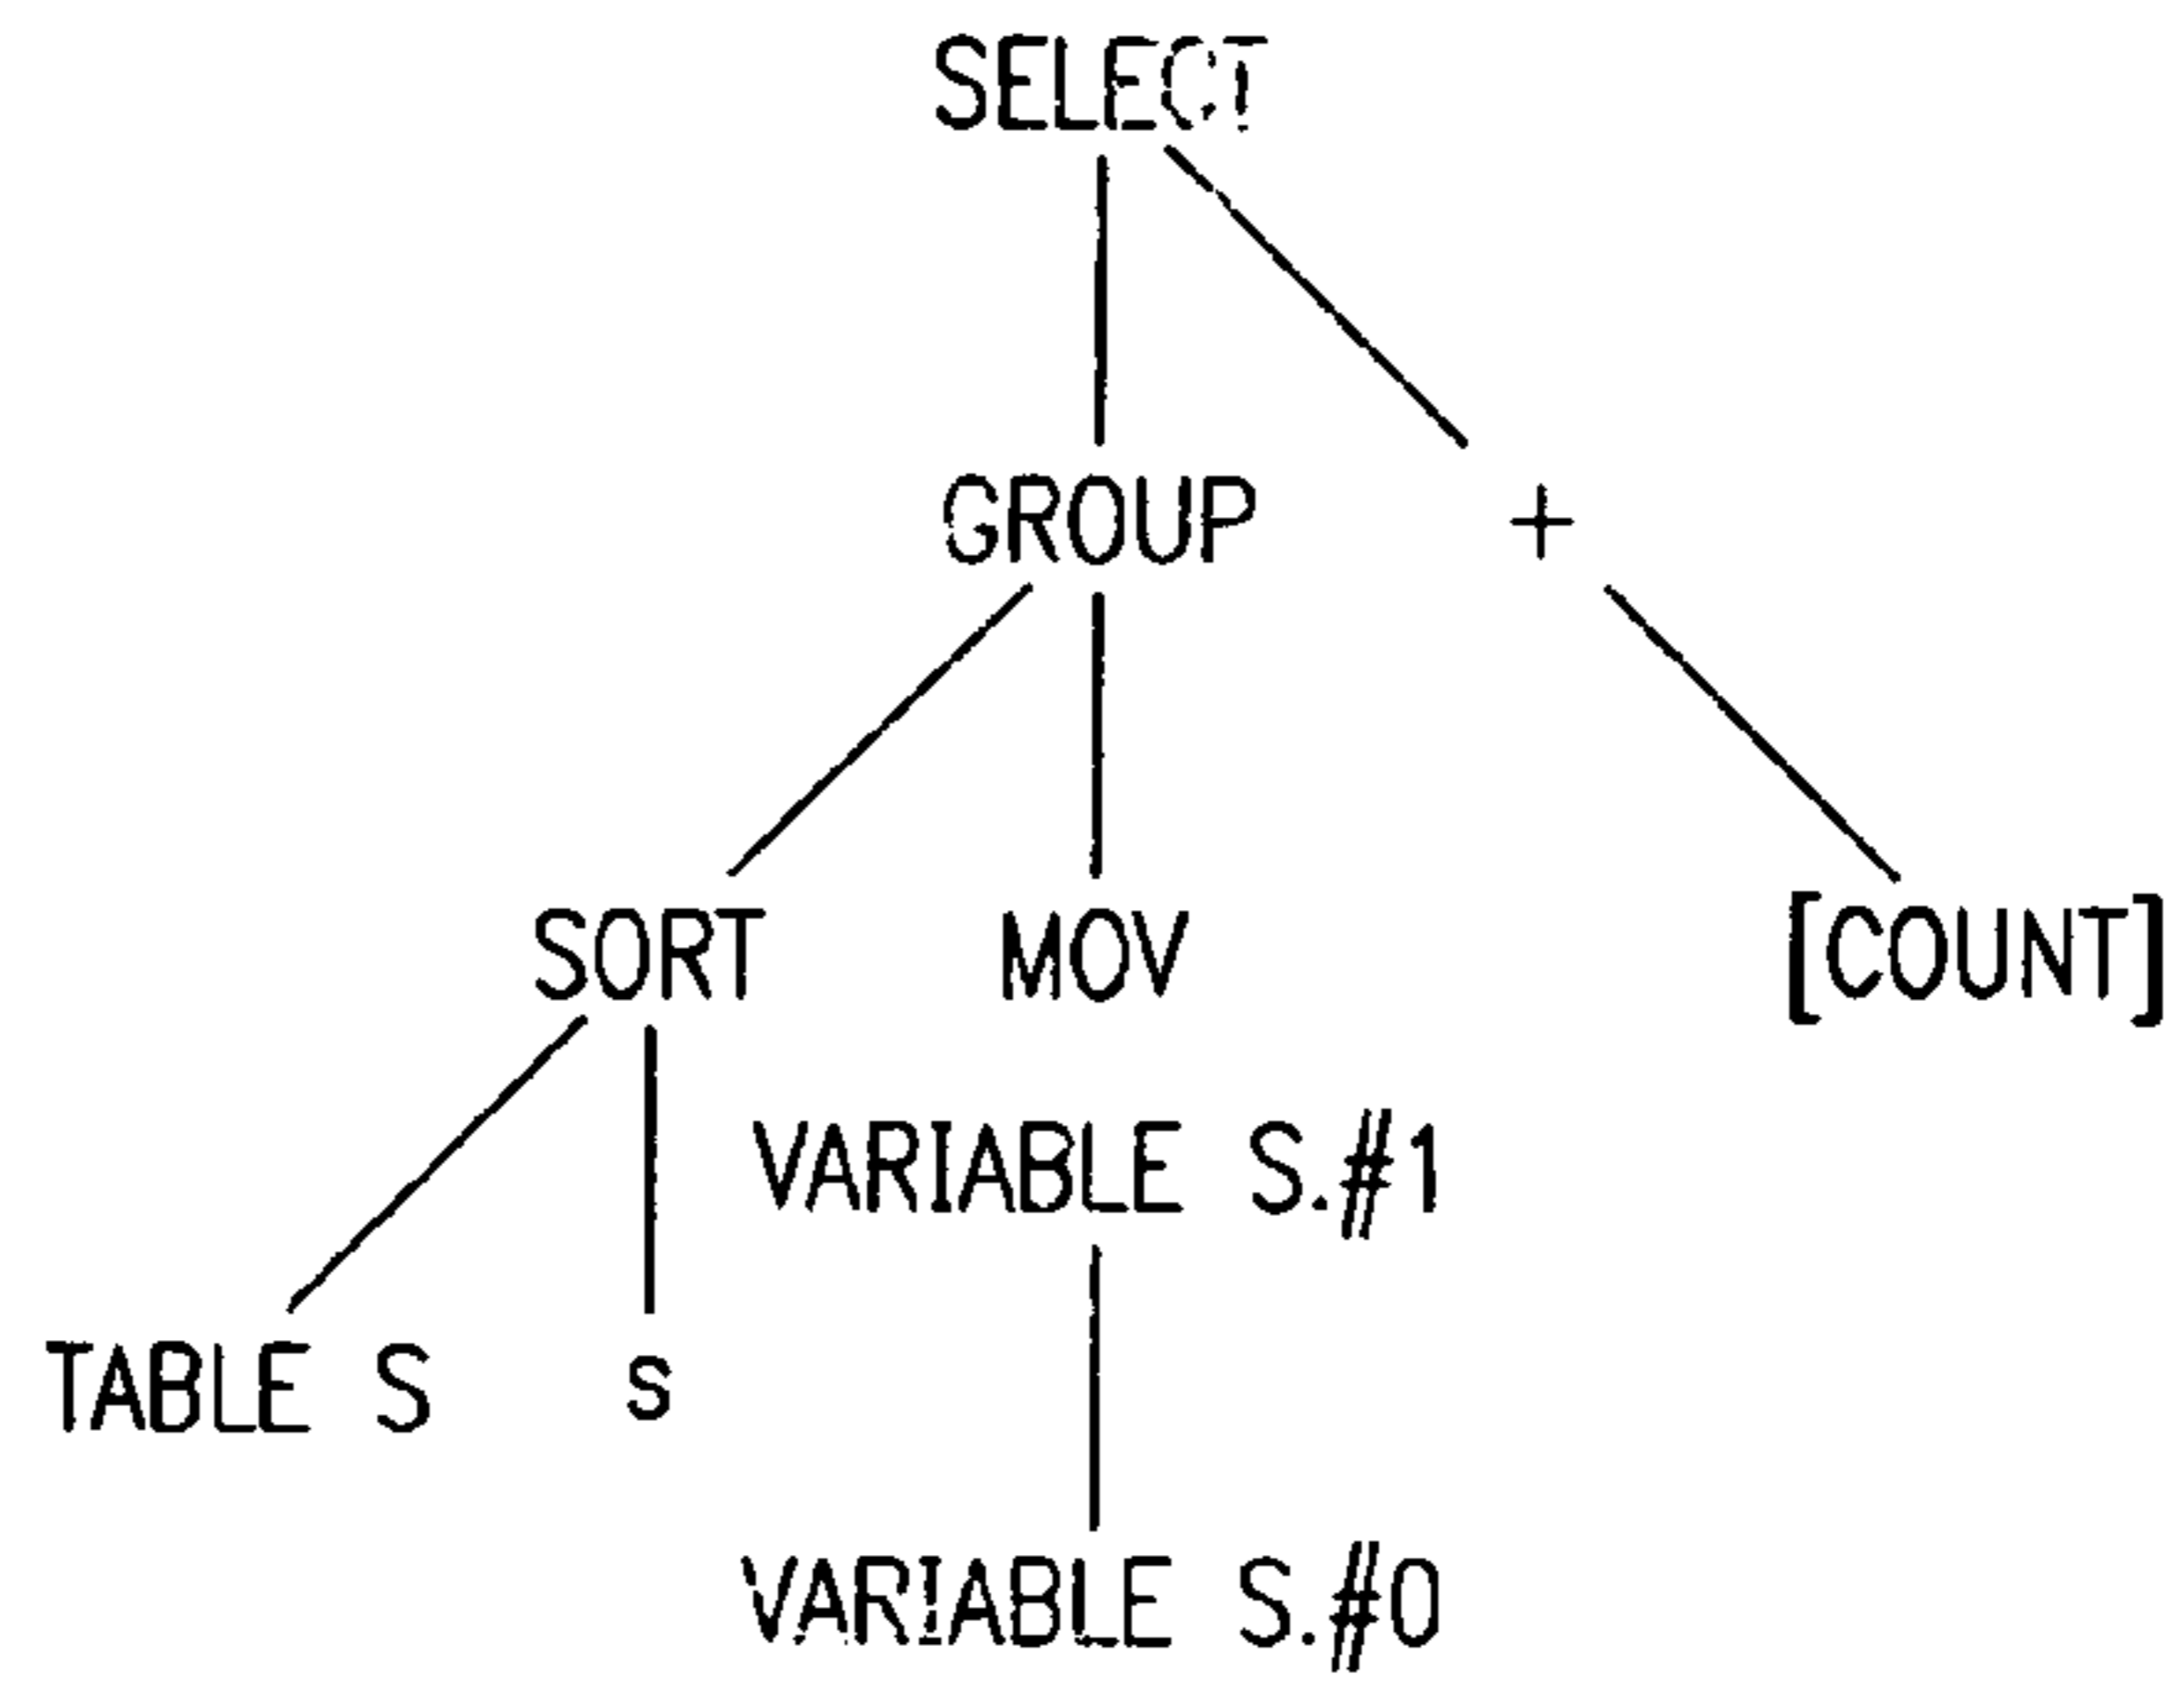 SELECT
GROUP +
SORT MOV [COUNT]
VARIABLE S.#1
TABLE S s
VARIABLE S.#0